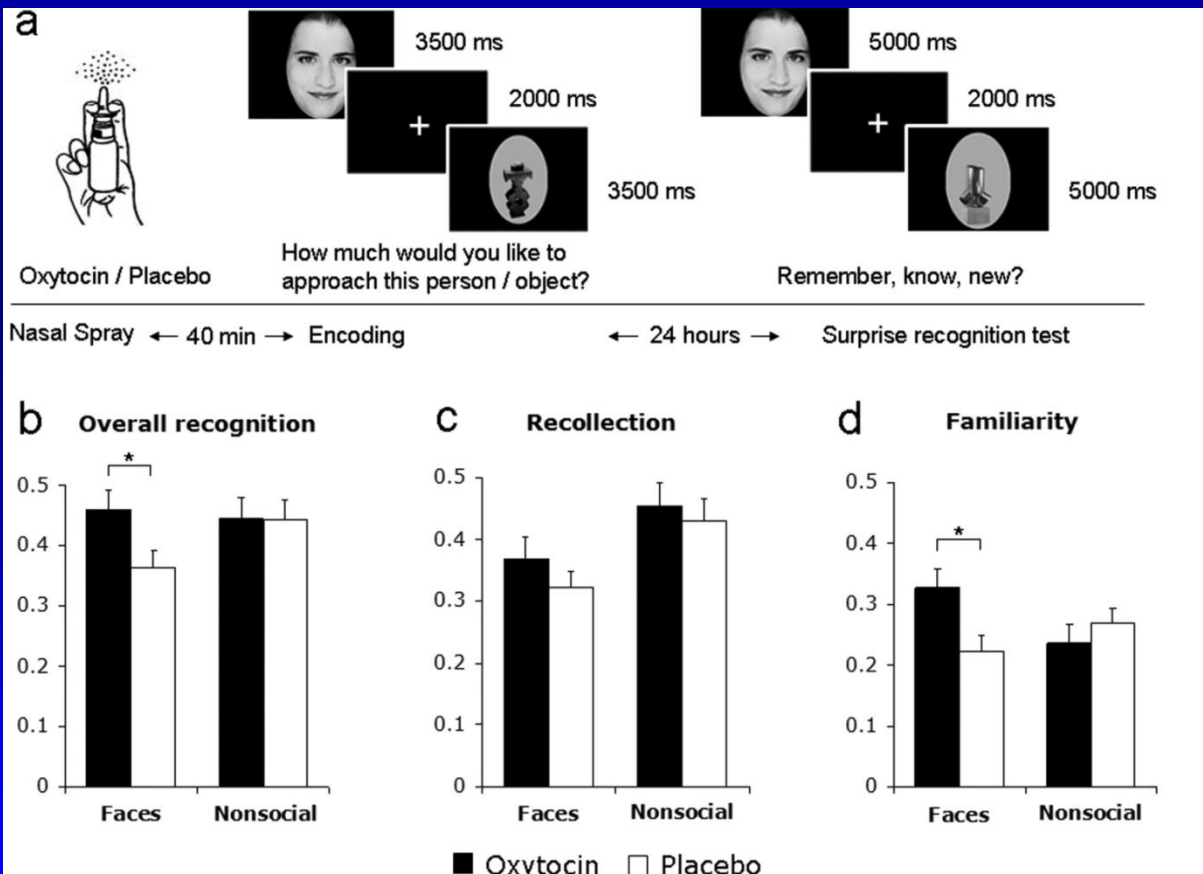 a
3500 ms
2000 ms
3500 ms
5000 ms
2000 ms
5000 ms
Oxytocin / Placebo
How much would you like to
approach this person / object?
Remember, know, new?
Nasal Spray ← 40 min → Encoding ← 24 hours → Surprise recognition test
b Overall recognition
*
0.5
0.4
0.3
0.2
0.1
0
Faces Nonsocial
c Recollection
0.5
0.4
0.3
0.2
0.1
0
Faces Nonsocial
d Familiarity
*
0.5
0.4
0.3
0.2
0.1
0
Faces Nonsocial
Oxytocin Placebo